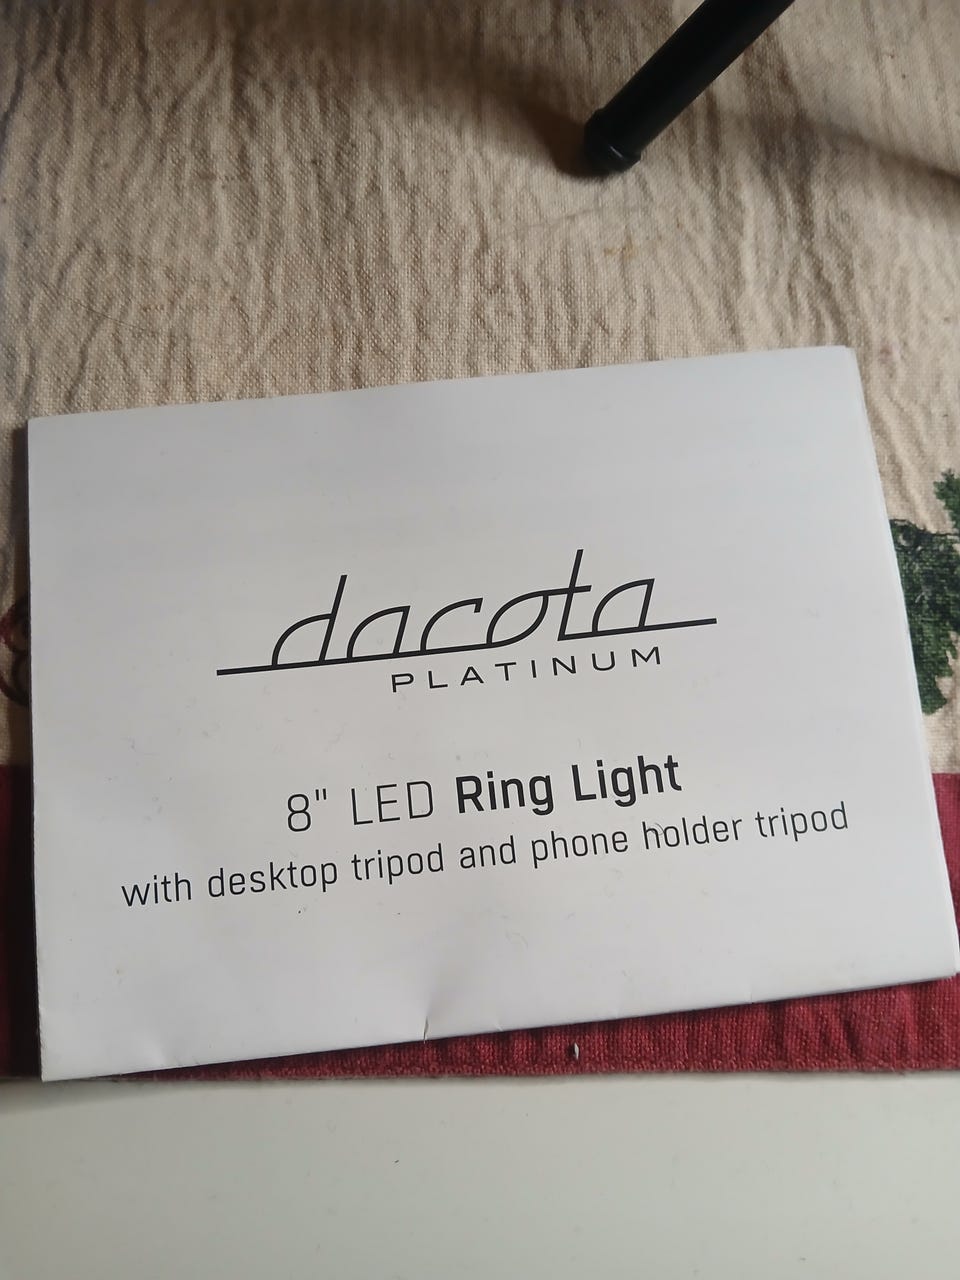 dacota
PLATINUM
8" LED Ring Light
with desktop tripod and phone holder tripod